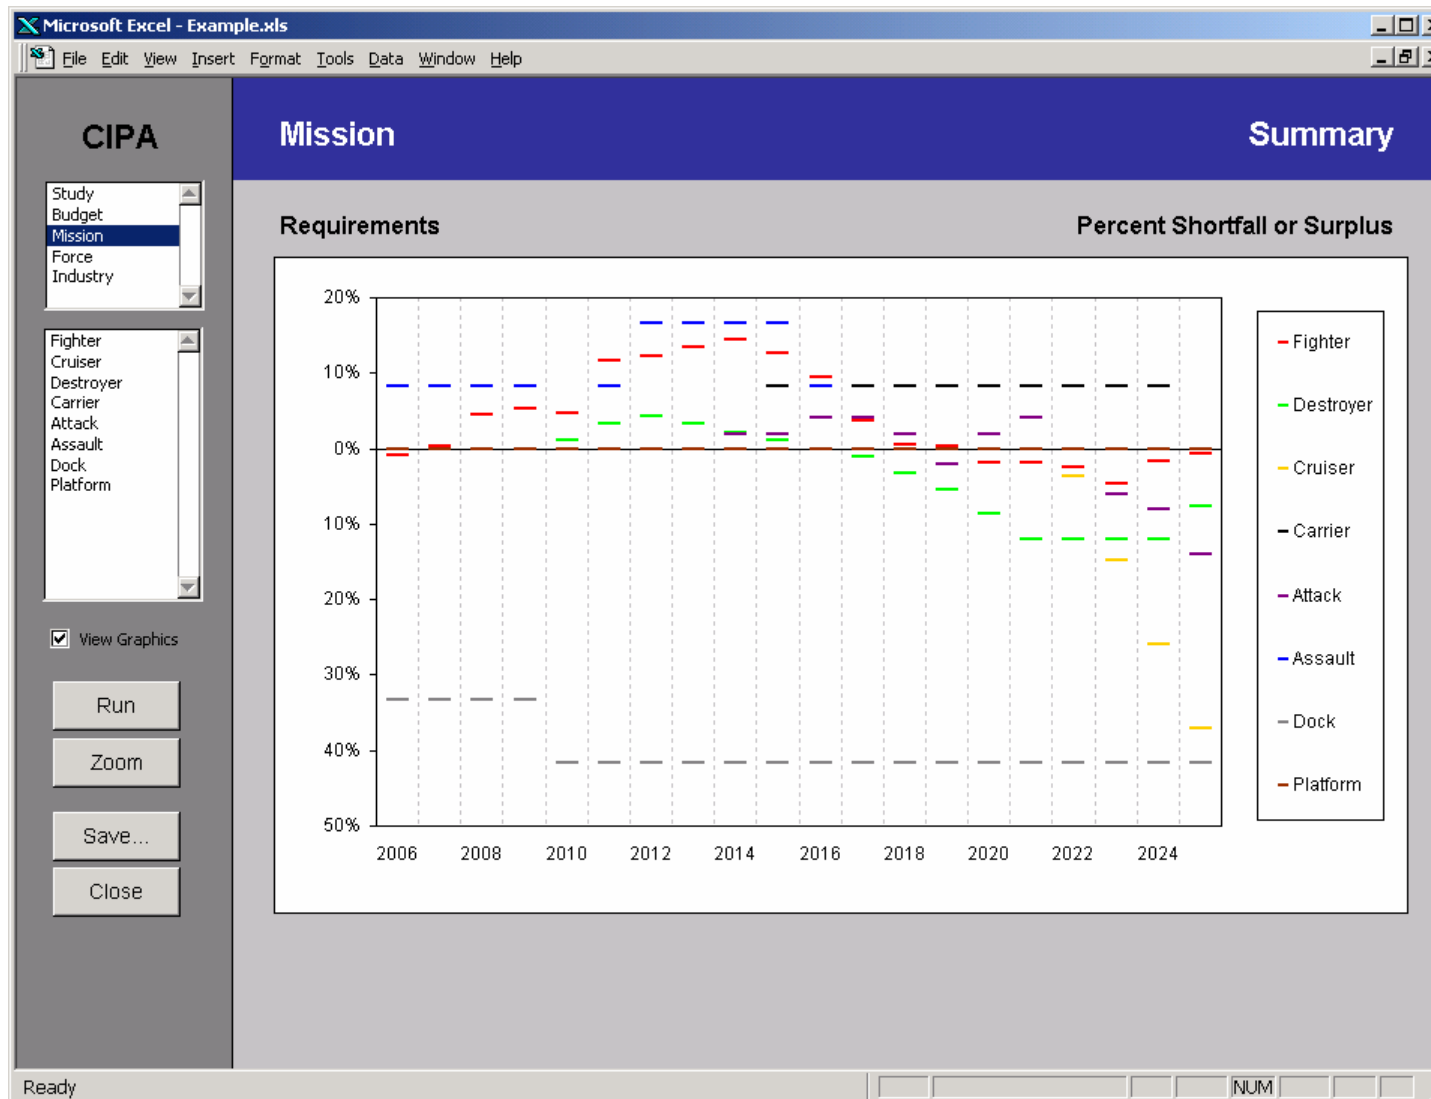 Microsoft Excel - Example.xls
File Edit View Insert Format Tools Data Window Help
CIPA
Study
Budget
Mission
Force
Industry
Fighter
Cruiser
Destroyer
Carrier
Attack
Assault
Dock
Platform
View Graphics
Run
Zoom
Save...
Close
Mission Summary
Requirements Percent Shortfall or Surplus
20%
10%
0%
10%
20%
30%
40%
50%
2006 2008 2010 2012 2014 2016 2018 2020 2022 2024
Fighter
Destroyer
Cruiser
Carrier
Attack
Assault
Dock
Platform
Ready NUM